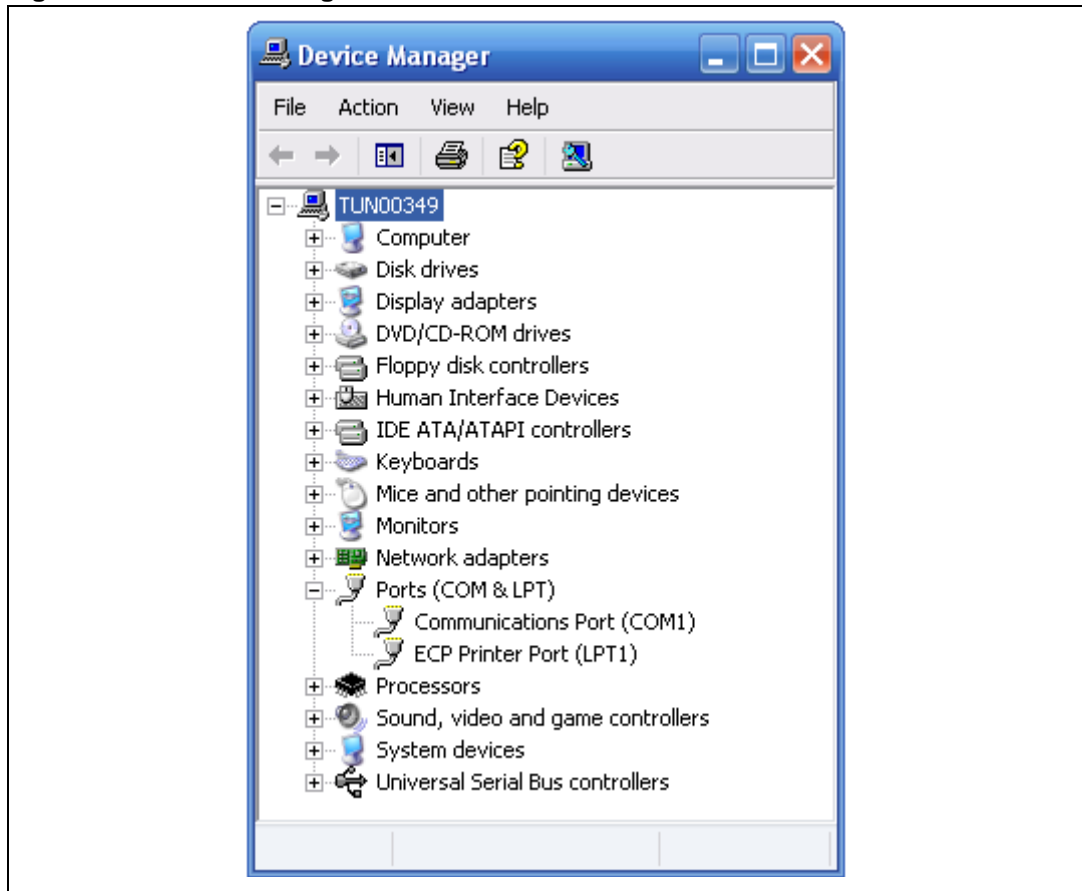 Device Manager
File Action View Help
TUN00349
Computer
Disk drives
Display adapters
DVD/CD-ROM drives
Floppy disk controllers
Human Interface Devices
IDE ATA/ATAPI controllers
Keyboards
Mice and other pointing devices
Monitors
Network adapters
Ports (COM & LPT)
Communications Port (COM1)
ECP Printer Port (LPT1)
Processors
Sound, video and game controllers
System devices
Universal Serial Bus controllers